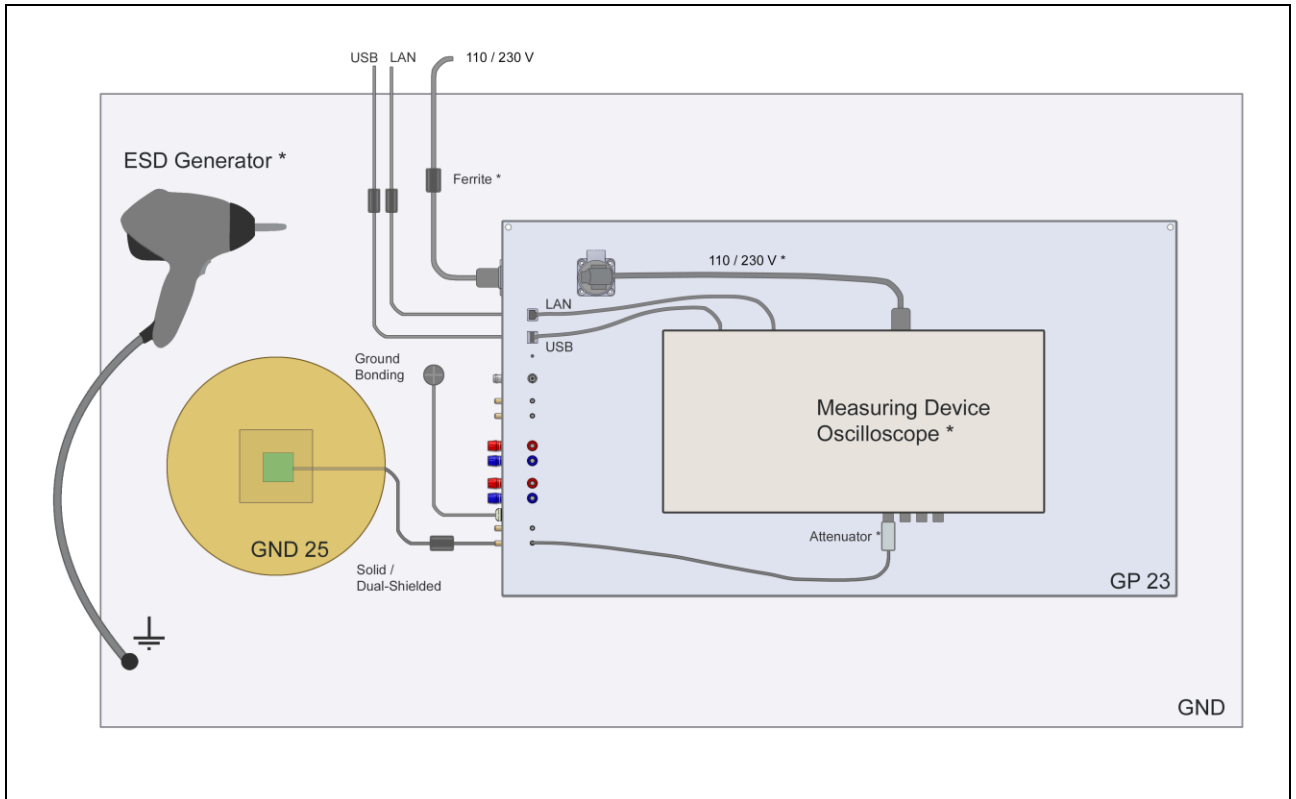 USB LAN 110 / 230 V
ESD Generator *
Ferrite *
110 / 230 V *
LAN
USB
Ground
Bonding
Measuring Device
Oscilloscope *
Attenuator *
GND 25
Solid /
Dual-Shielded
GP 23
GND